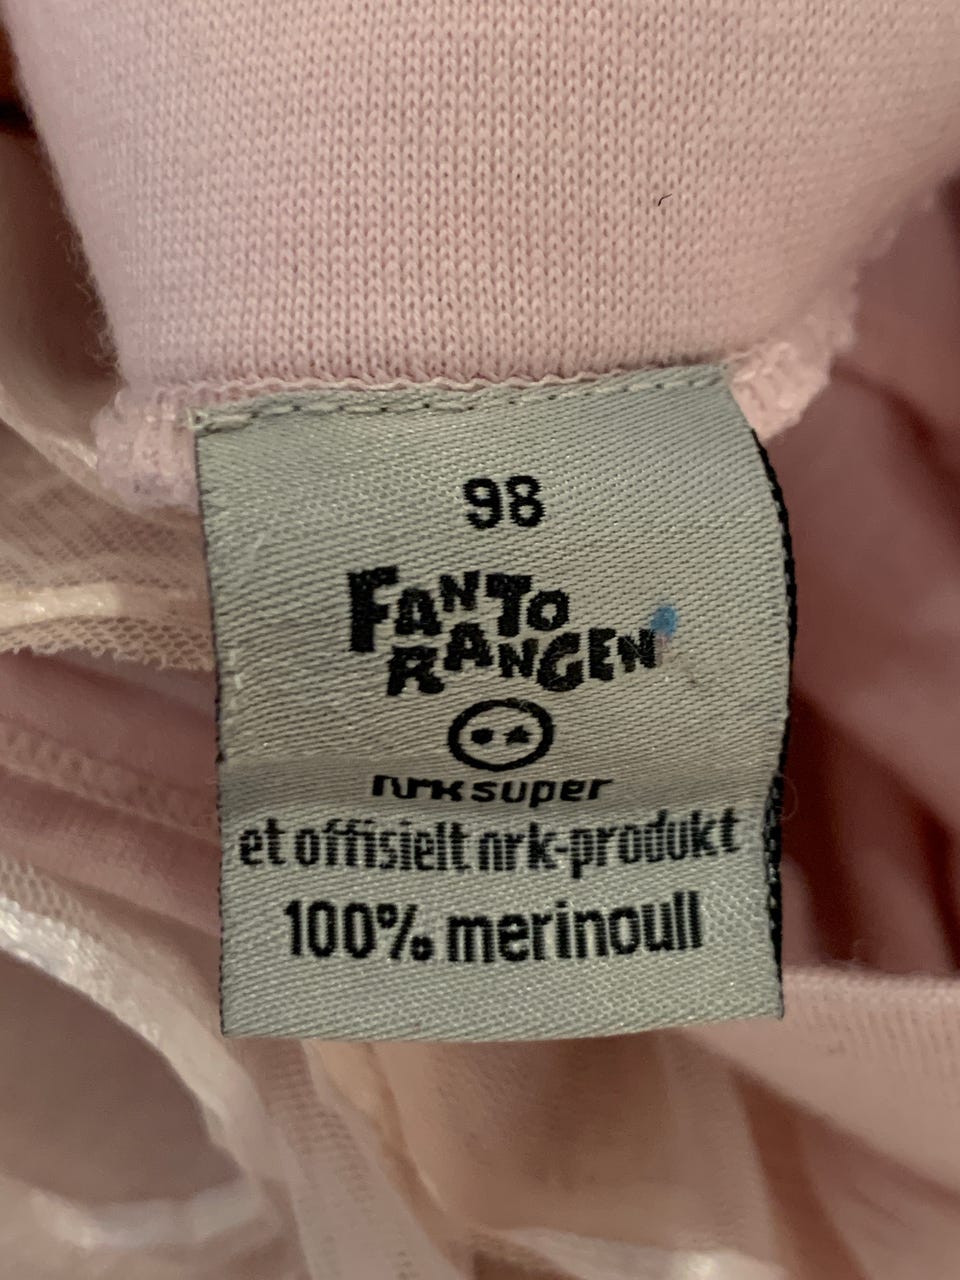 98
FANTO
RANGEN
nrk super
et offisielt nrk-produkt
100% merinoull